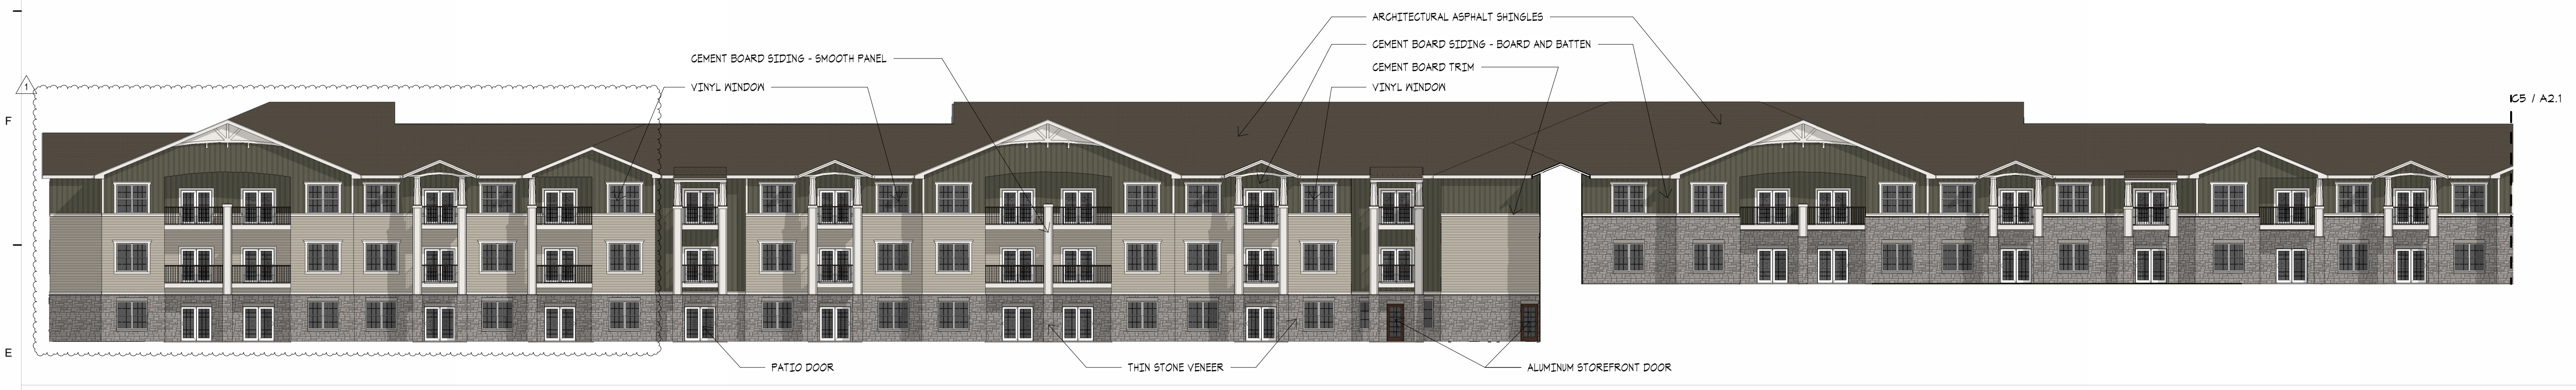 ARCHITECTURAL ASPHALT SHINGLES
CEMENT BOARD SIDING - BOARD AND BATTEN
CEMENT BOARD SIDING - SMOOTH PANEL
CEMENT BOARD TRIM
VINYL WINDOW
VINYL WINDOW
1
C5 / A2.1
F
E
PATIO DOOR
THIN STONE VENEER
ALUMINUM STOREFRONT DOOR